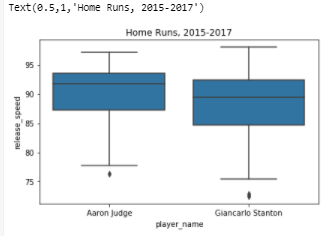 Text(0.5,1,'Home Runs, 2015-2017')
Home Runs, 2015-2017
95
90
85
80
75
release_speed
Aaron Judge Giancarlo Stanton
player_name